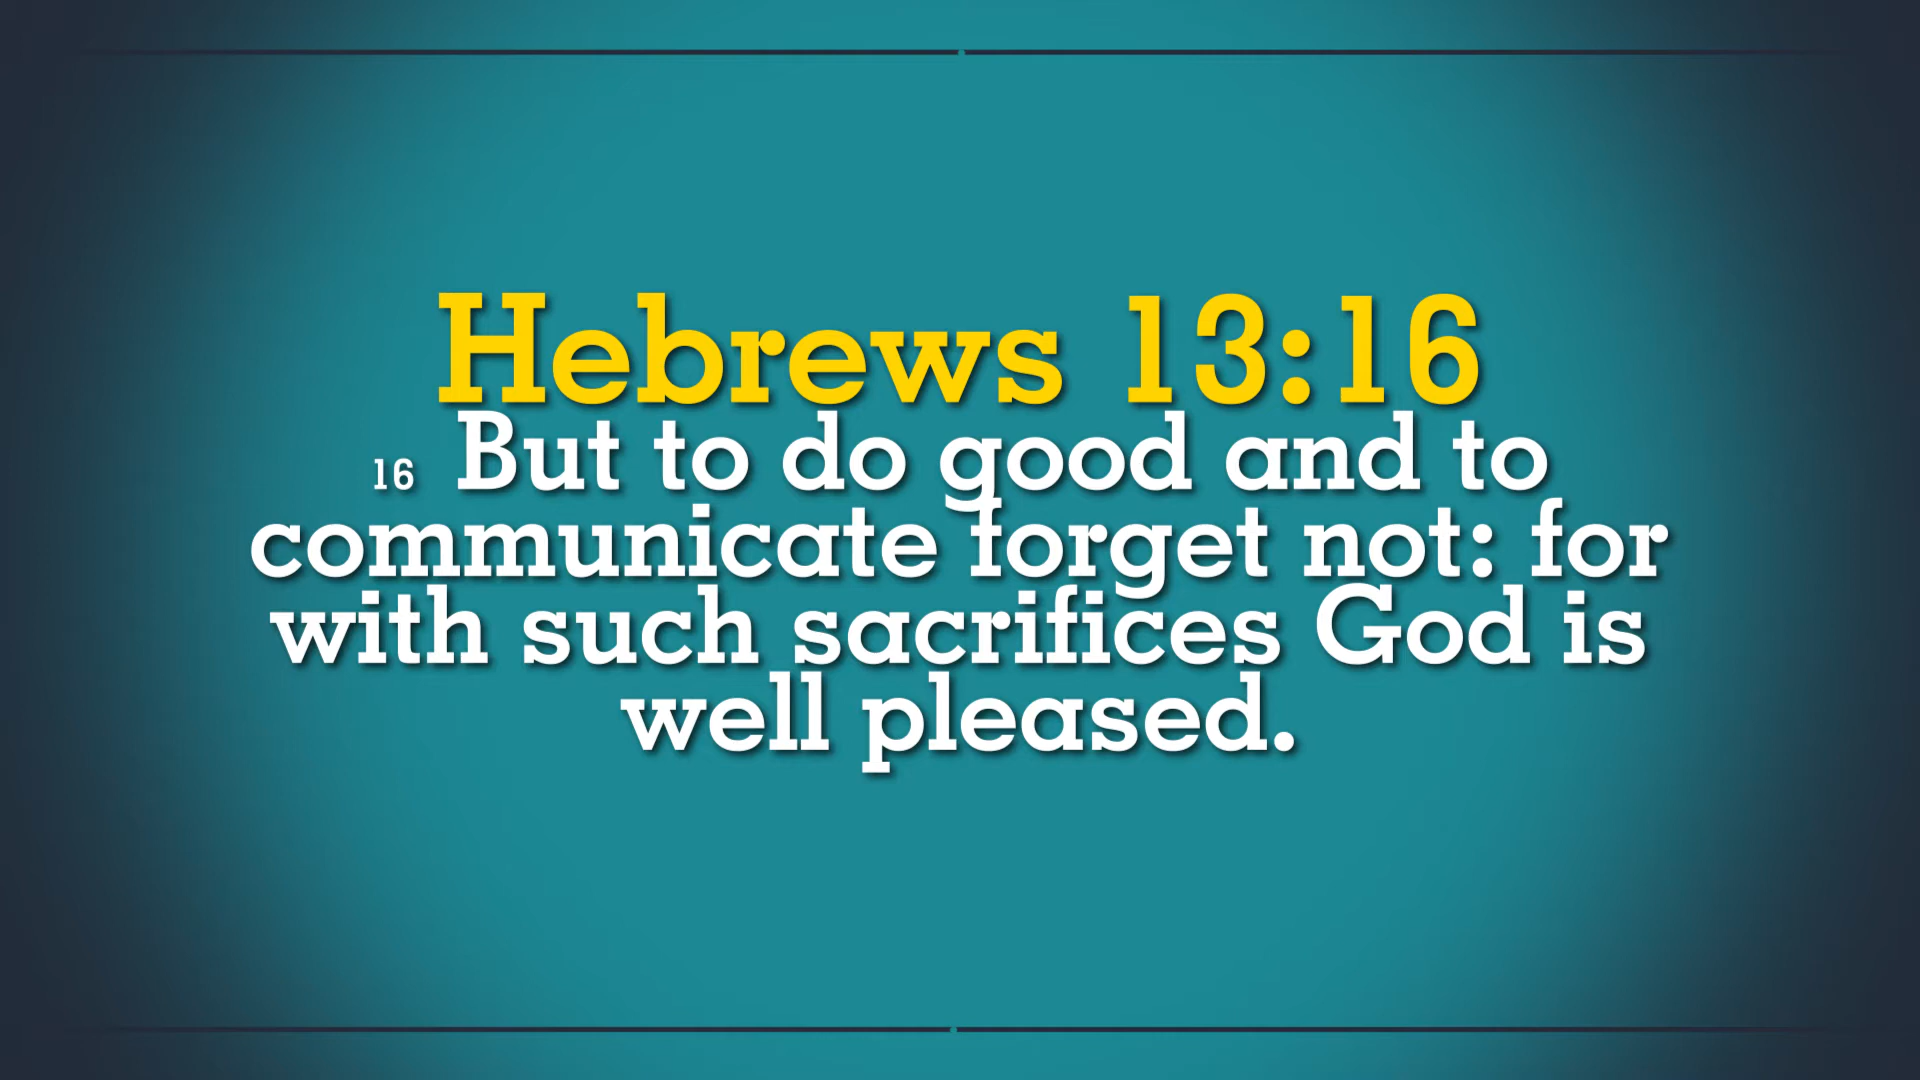 Hebrews 13:16
16 But to do good and to
communicate forget not: for
with such sacrifices God is
well pleased.